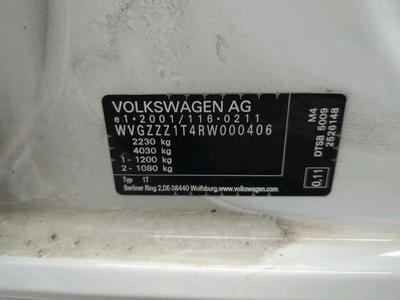 VOLKSWAGEN AG
e1*2001/116*0211
WVGZZZ1T4RW000406
2230 kg
4030 kg
1 - 1200 kg
2 - 1080 kg
Typ 1T
Berliner Ring 2,DE-38440 Wolfsburg,www.volkswagen.com
M4
DTSB 5009
2526148
0,11